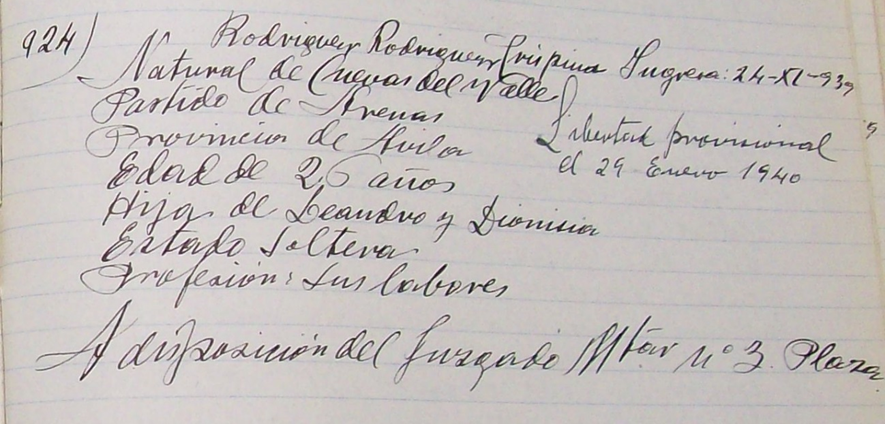 924) Rodriguez Rodriguez Crispina Ingresa: 24-XI-939
Natural de Cuevas del Valle
Partido de Arenas
Provincia de Avila
Libertad provisional
el 29 Enero 1940
Edad de 26 años
Hija de Leandro y Dionisia
Estado Soltera
Profesión: Sus labores
A disposición del Juzgado Mtar nº 3. Plaza